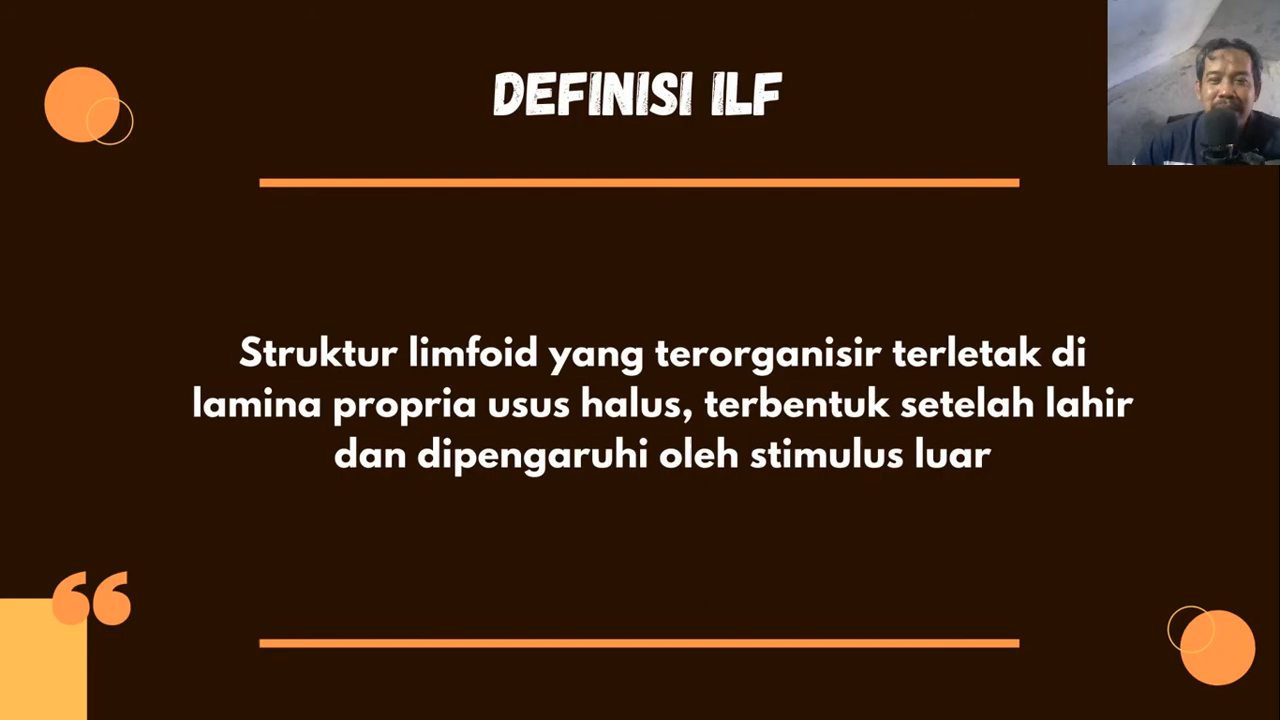 DEFINISI ILF
Struktur limfoid yang terorganisir terletak di
lamina propria usus halus, terbentuk setelah lahir
dan dipengaruhi oleh stimulus luar